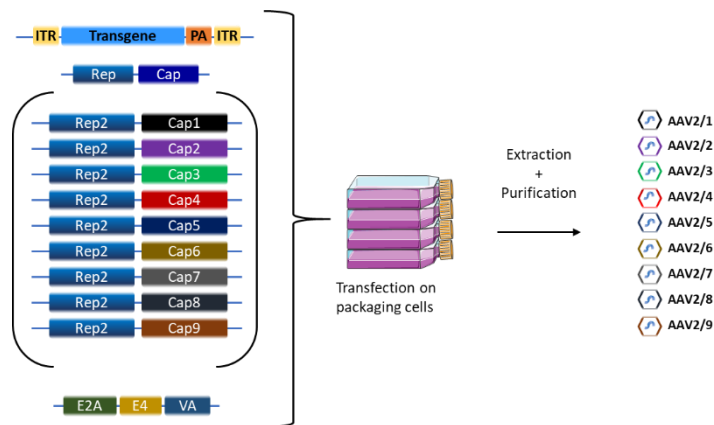 ITR Transgene PA ITR
Rep Cap
Rep2 Cap1
Rep2 Cap2
Rep2 Cap3
Rep2 Cap4
Rep2 Cap5
Rep2 Cap6
Rep2 Cap7
Rep2 Cap8
Rep2 Cap9
E2A E4 VA
Transfection on
packaging cells
Extraction
+
Purification
AAV2/1
AAV2/2
AAV2/3
AAV2/4
AAV2/5
AAV2/6
AAV2/7
AAV2/8
AAV2/9